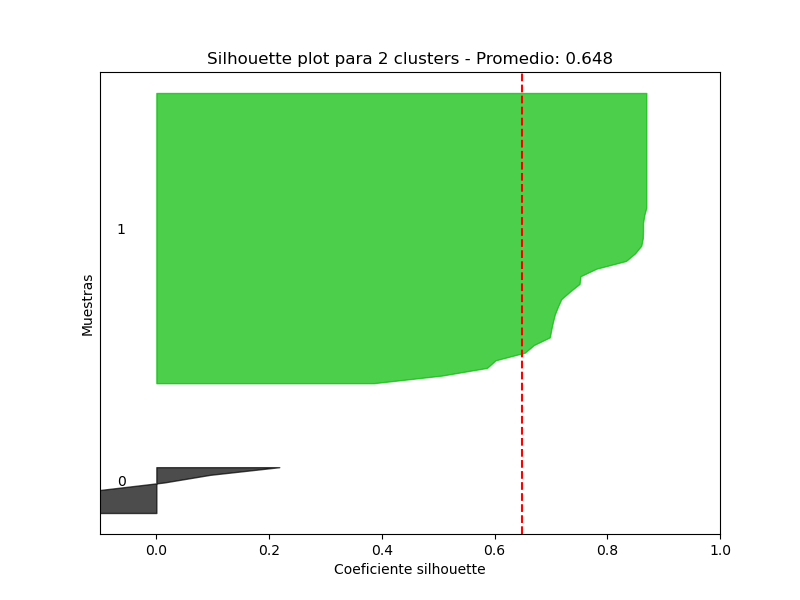 Silhouette plot para 2 clusters - Promedio: 0.648
1
Muestras
0
0.0 0.2 0.4 0.6 0.8 1.0
Coeficiente silhouette